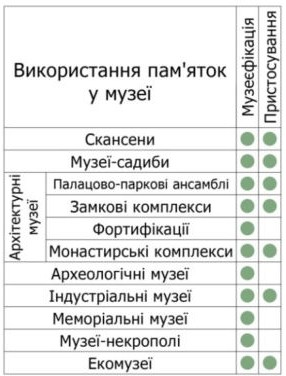 Використання пам'яток
у музеї
Музеєфікація
Пристосування
Скансени
Музеї-садиби
Архітектурні
музеї
Палацово-паркові ансамблі
Замкові комплекси
Фортифікації
Монастирські комплекси
Археологічні музеї
Індустріальні музеї
Меморіальні музеї
Музеї-некрополі
Екомузеї